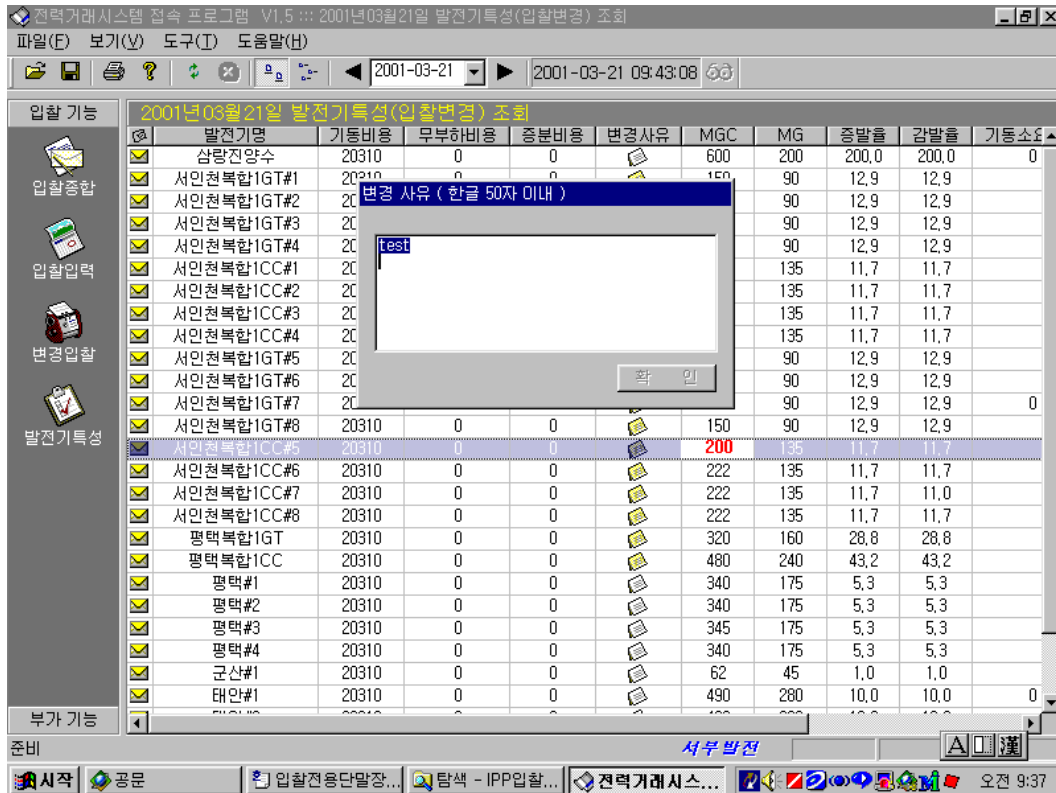 전력거래시스템 접속 프로그램 V1.5 ::: 2001년03월21일 발전기특성(입찰변경) 조회
파일(F) 보기(V) 도구(T) 도움말(H)
2001-03-21 2001-03-21 09:43:08
입찰 기능
입찰종합
입찰입력
변경입찰
발전기특성
부가 기능
2001년03월21일 발전기특성(입찰변경) 조회
발전기명 기동비용 무부하비용 증분비용 변경사유 MGC MG 증발율 감발율 기동소요
삼랑진양수 20310 0 0 600 200 200,0 200,0 0
서인천복합1GT#1 20310 0 0 150 90 12,9 12,9
서인천복합1GT#2 20 90 12,9 12,9
서인천복합1GT#3 20 90 12,9 12,9
서인천복합1GT#4 20 90 12,9 12,9
서인천복합1CC#1 20 135 11,7 11,7
서인천복합1CC#2 20 135 11,7 11,7
서인천복합1CC#3 20 135 11,7 11,7
서인천복합1CC#4 20 135 11,7 11,7
서인천복합1GT#5 20 90 12,9 12,9
서인천복합1GT#6 20 90 12,9 12,9
서인천복합1GT#7 20 90 12,9 12,9 0
서인천복합1GT#8 20310 0 0 150 90 12,9 12,9
서인천복합1CC#5 20310 0 0 200 135 11,7 11,7
서인천복합1CC#6 20310 0 0 222 135 11,7 11,7
서인천복합1CC#7 20310 0 0 222 135 11,7 11,0
서인천복합1CC#8 20310 0 0 222 135 11,7 11,7
평택복합1GT 20310 0 0 320 160 28,8 28,8
평택복합1CC 20310 0 0 480 240 43,2 43,2
평택#1 20310 0 0 340 175 5,3 5,3
평택#2 20310 0 0 340 175 5,3 5,3
평택#3 20310 0 0 345 175 5,3 5,3
평택#4 20310 0 0 340 175 5,3 5,3
군산#1 20310 0 0 62 45 1,0 1,0
태안#1 20310 0 0 490 280 10,0 10,0 0
변경 사유 ( 한글 50자 이내 )
test
확 인
준비 서부발전 A 漢
시작 공문 입찰전용단말장... 탐색 - IPP입찰... 전력거래시스... 오전 9:37